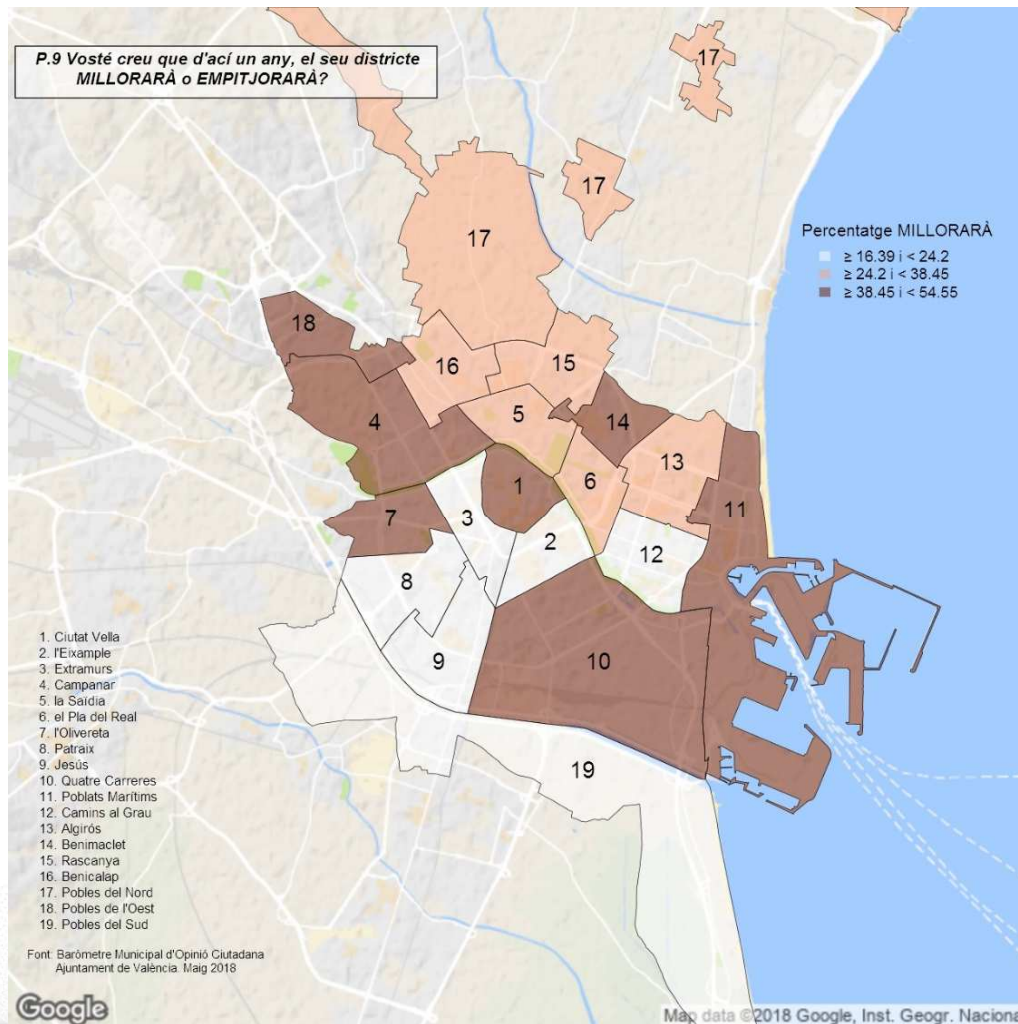 P.9 Vosté creu que d'ací un any, el seu districte
MILLORARÀ o EMPITJORARÀ?
17
17
17
Percentatge MILLORARÀ
≥ 16.39 i < 24.2
≥ 24.2 i < 38.45
≥ 38.45 i < 54.55
18
16
15
4
5
14
13
6
1
11
7
3
2
12
8
9
10
19
1. Ciutat Vella
2. l'Eixample
3. Extramurs
4. Campanar
5. la Saïdia
6. el Pla del Real
7. l'Olivereta
8. Patraix
9. Jesús
10. Quatre Carreres
11. Poblats Marítims
12. Camins al Grau
13. Algirós
14. Benimaclet
15. Rascanya
16. Benicalap
17. Pobles del Nord
18. Pobles de l'Oest
19. Pobles del Sud
Font: Baròmetre Municipal d'Opinió Ciutadana
Ajuntament de València. Maig 2018
Google
Map data ©2018 Google, Inst. Geogr. Naciona